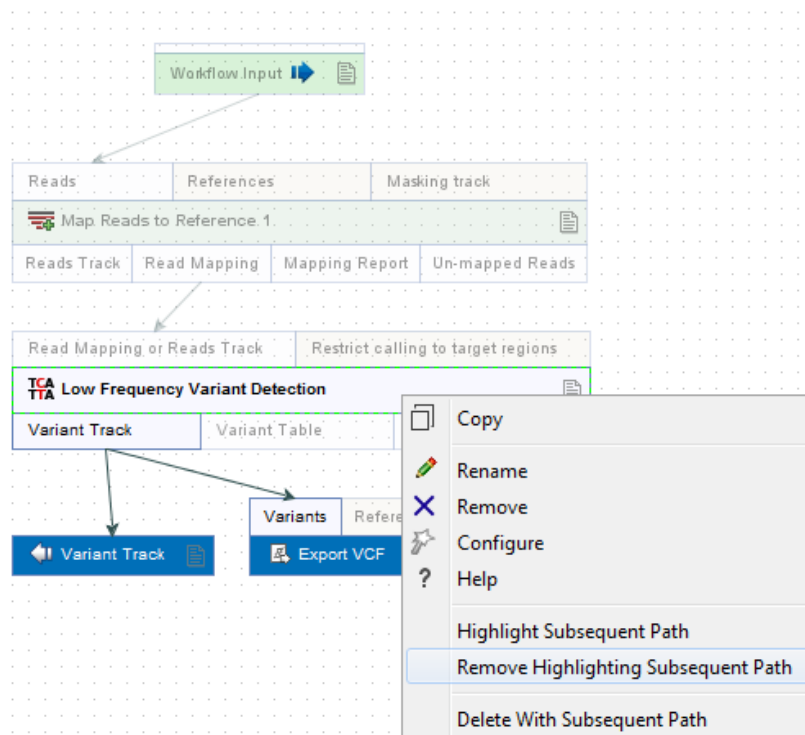 Workflow Input
Reads References Masking track
Map Reads to Reference 1
Reads Track Read Mapping Mapping Report Un-mapped Reads
Read Mapping or Reads Track Restrict calling to target regions
TCA
TTA
Low Frequency Variant Detection
Variant Track Variant Table
Variants
Variant Track
Export VCF
Copy
Rename
Remove
Configure
? Help
Highlight Subsequent Path
Remove Highlighting Subsequent Path
Delete With Subsequent Path